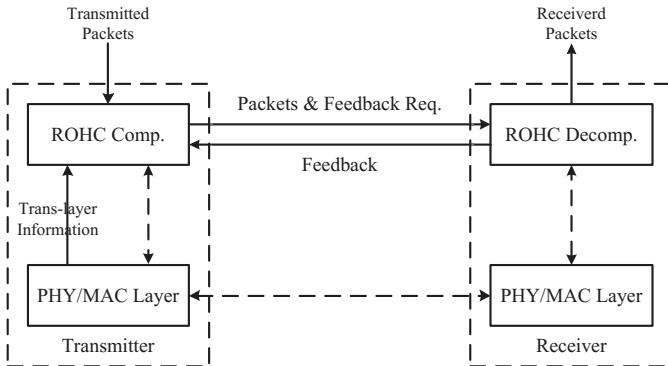 Transmitted
Packets
Receiverd
Packets
ROHC Comp.
Packets & Feedback Req.
ROHC Decomp.
Feedback
Trans-layer
Information
PHY/MAC Layer
PHY/MAC Layer
Transmitter
Receiver